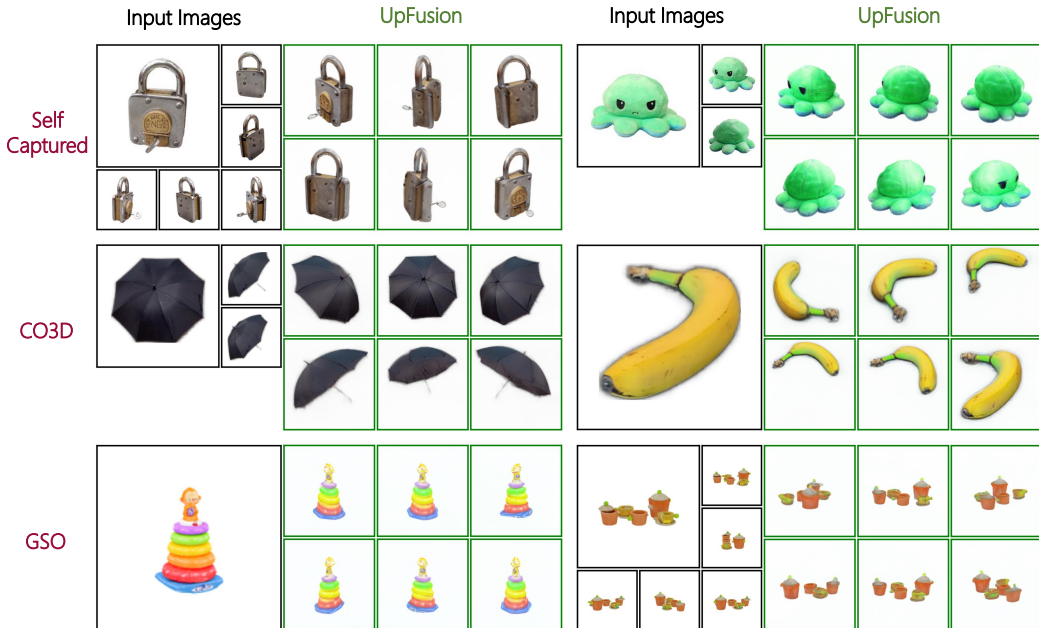 Input Images
UpFusion
Input Images
UpFusion
Self
Captured
CO3D
GSO